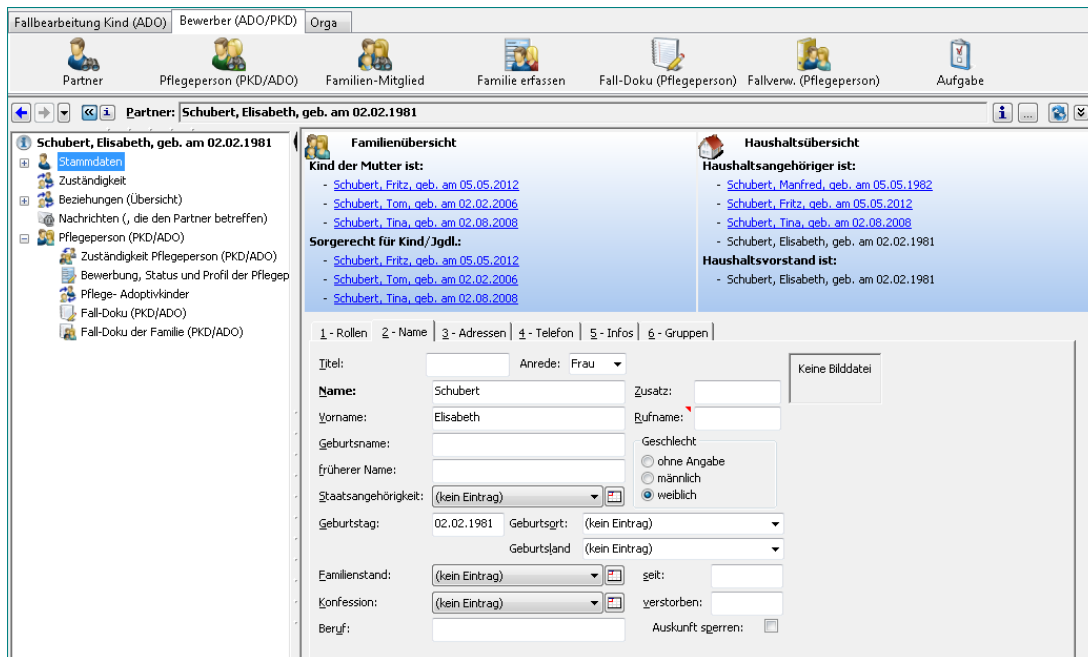 Fallbearbeitung Kind (ADO) Bewerber (ADO/PKD) Orga
Partner Pflegeperson (PKD/ADO) Familien-Mitglied Familie erfassen Fall-Doku (Pflegeperson) Fallverw. (Pflegeperson) Aufgabe
Partner: Schubert, Elisabeth, geb. am 02.02.1981
Schubert, Elisabeth, geb. am 02.02.1981
Stammdaten
Zuständigkeit
Beziehungen (Übersicht)
Nachrichten (, die den Partner betreffen)
Pflegeperson (PKD/ADO)
Zuständigkeit Pflegeperson (PKD/ADO)
Bewerbung, Status und Profil der Pflegep
Pflege- Adoptivkinder
Fall-Doku (PKD/ADO)
Fall-Doku der Familie (PKD/ADO)
Familienübersicht
Kind der Mutter ist:
- Schubert, Fritz, geb. am 05.05.2012
- Schubert, Tom, geb. am 02.02.2006
- Schubert, Tina, geb. am 02.08.2008
Sorgerecht für Kind/Jgdl.:
- Schubert, Fritz, geb. am 05.05.2012
- Schubert, Tom, geb. am 02.02.2006
- Schubert, Tina, geb. am 02.08.2008
Haushaltsübersicht
Haushaltsangehöriger ist:
- Schubert, Manfred, geb. am 05.05.1982
- Schubert, Fritz, geb. am 05.05.2012
- Schubert, Tina, geb. am 02.08.2008
- Schubert, Elisabeth, geb. am 02.02.1981
Haushaltsvorstand ist:
- Schubert, Elisabeth, geb. am 02.02.1981
1 - Rollen 2 - Name 3 - Adressen 4 - Telefon 5 - Infos 6 - Gruppen
Titel: Anrede: Frau Keine Bilddatei
Name: Schubert Zusatz:
Vorname: Elisabeth Rufname:
Geburtsname: Geschlecht
ohne Angabe
früherer Name: männlich
Staatsangehörigkeit: (kein Eintrag) weiblich
Geburtstag: 02.02.1981 Geburtsort: (kein Eintrag)
Geburtsland (kein Eintrag)
Familienstand: (kein Eintrag) seit:
Konfession: (kein Eintrag) verstorben:
Beruf: Auskunft sperren: